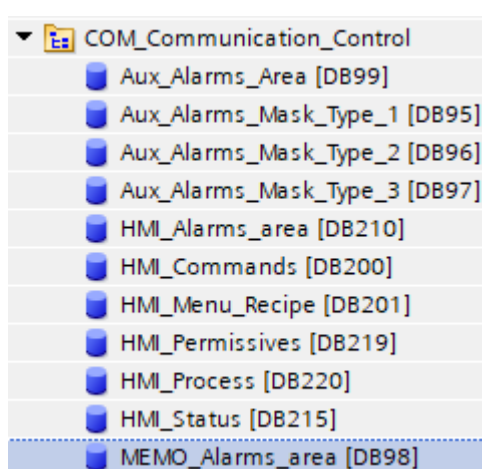 COM_Communication_Control
Aux_Alarms_Area [DB99]
Aux_Alarms_Mask_Type_1 [DB95]
Aux_Alarms_Mask_Type_2 [DB96]
Aux_Alarms_Mask_Type_3 [DB97]
HMI_Alarms_area [DB210]
HMI_Commands [DB200]
HMI_Menu_Recipe [DB201]
HMI_Permissives [DB219]
HMI_Process [DB220]
HMI_Status [DB215]
MEMO_Alarms_area [DB98]